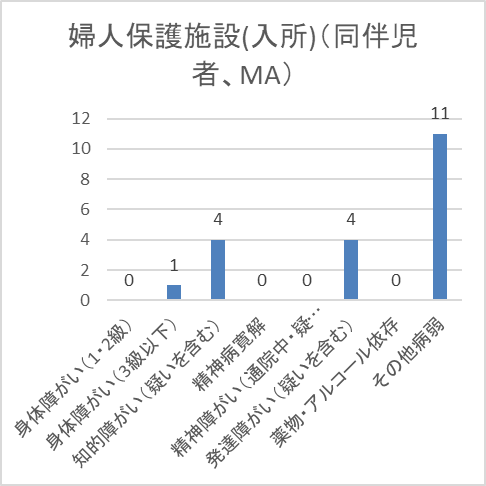 婦人保護施設(入所)（同伴児
者、MA）
12
10
8
6
4
2
0
0
1
4
0
0
4
0
11
身体障がい（1・2級）
身体障がい（3級以下）
知的障がい（疑いを含む）
精神病寛解
精神障がい（通院中・疑…
発達障がい（疑いを含む）
薬物・アルコール依存
その他病弱